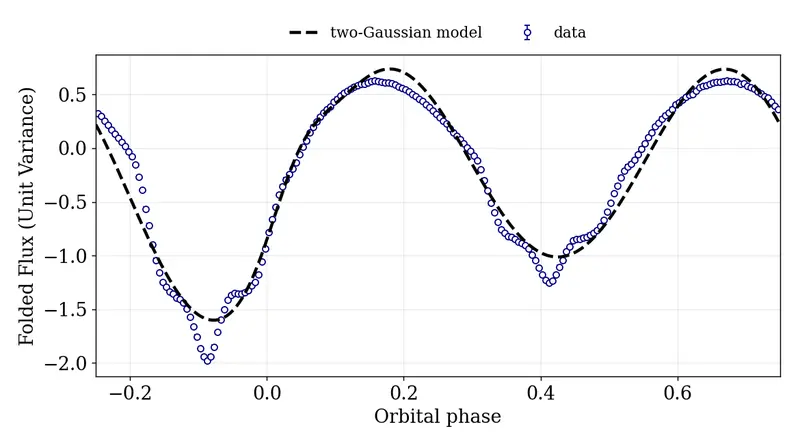 two-Gaussian model data
Folded Flux (Unit Variance)
0.5
0.0
−0.5
−1.0
−1.5
−2.0
−0.2 0.0 0.2 0.4 0.6
Orbital phase